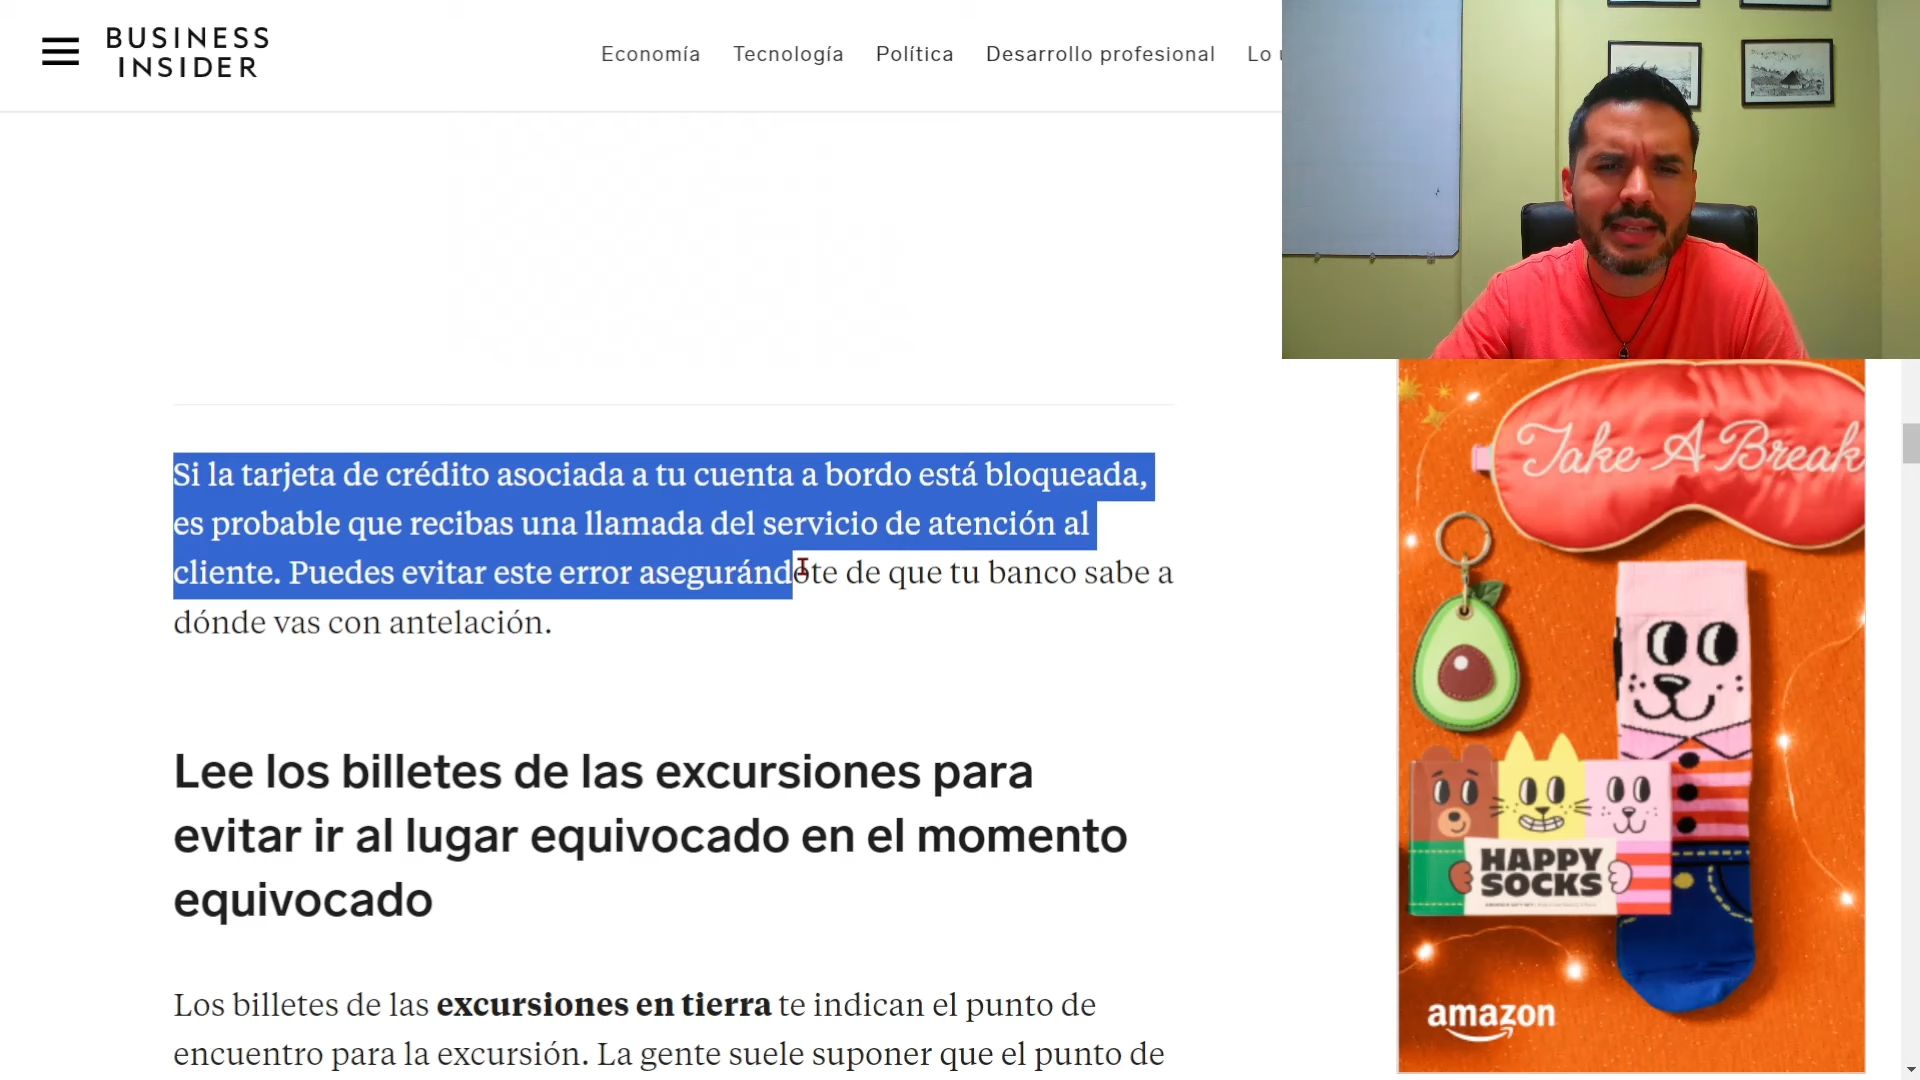 BUSINESS
INSIDER
Economía
Tecnología
Política
Desarrollo profesional
Lo
Si la tarjeta de crédito asociada a tu cuenta a bordo está bloqueada,
es probable que recibas una llamada del servicio de atención al
cliente. Puedes evitar este error asegurándote de que tu banco sabe a
dónde vas con antelación.
Lee los billetes de las excursiones para
evitar ir al lugar equivocado en el momento
equivocado
Los billetes de las excursiones en tierra te indican el punto de
encuentro para la excursión. La gente suele suponer que el punto de
Take A Break
HAPPY
SOCKS
amazon